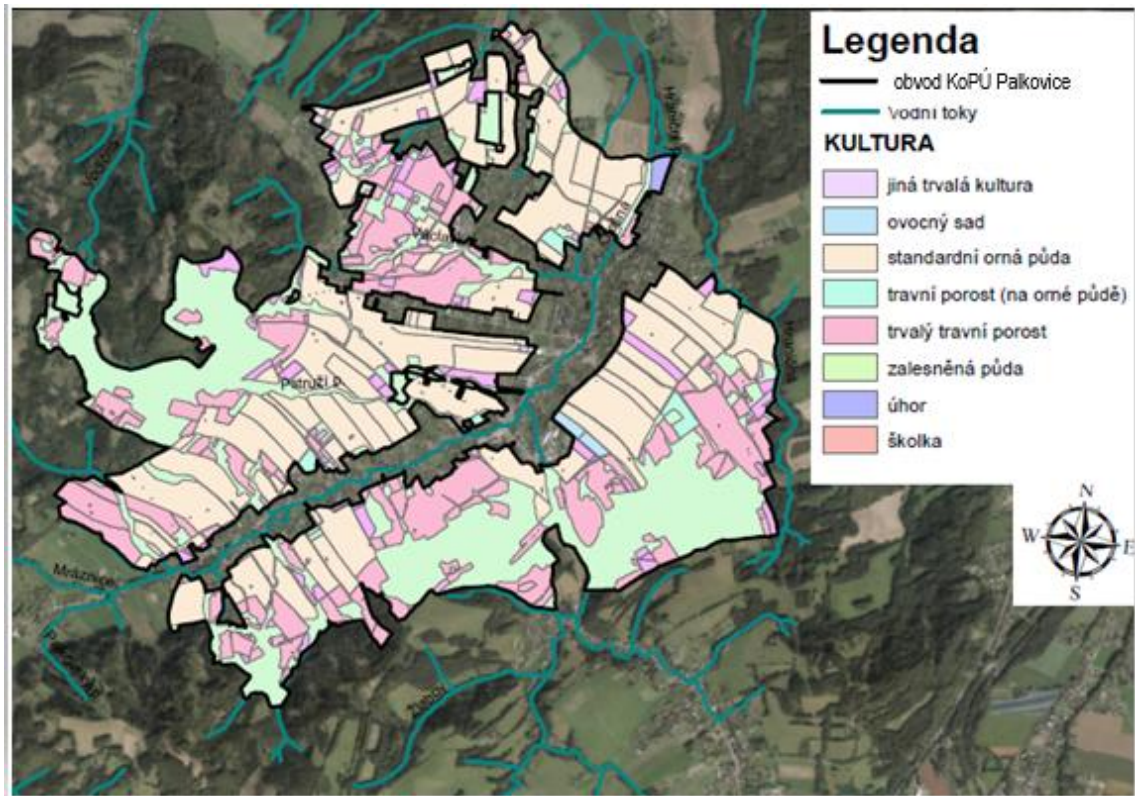 Legenda
obvod KoPÚ Palkovice
Vodní toky
KULTURA
jiná trvalá kultura
ovocný sad
standardní orná půda
travní porost (na orné půdě)
trvalý travní porost
zalesněná půda
úhor
školka
N
W
E
S
Mráznice